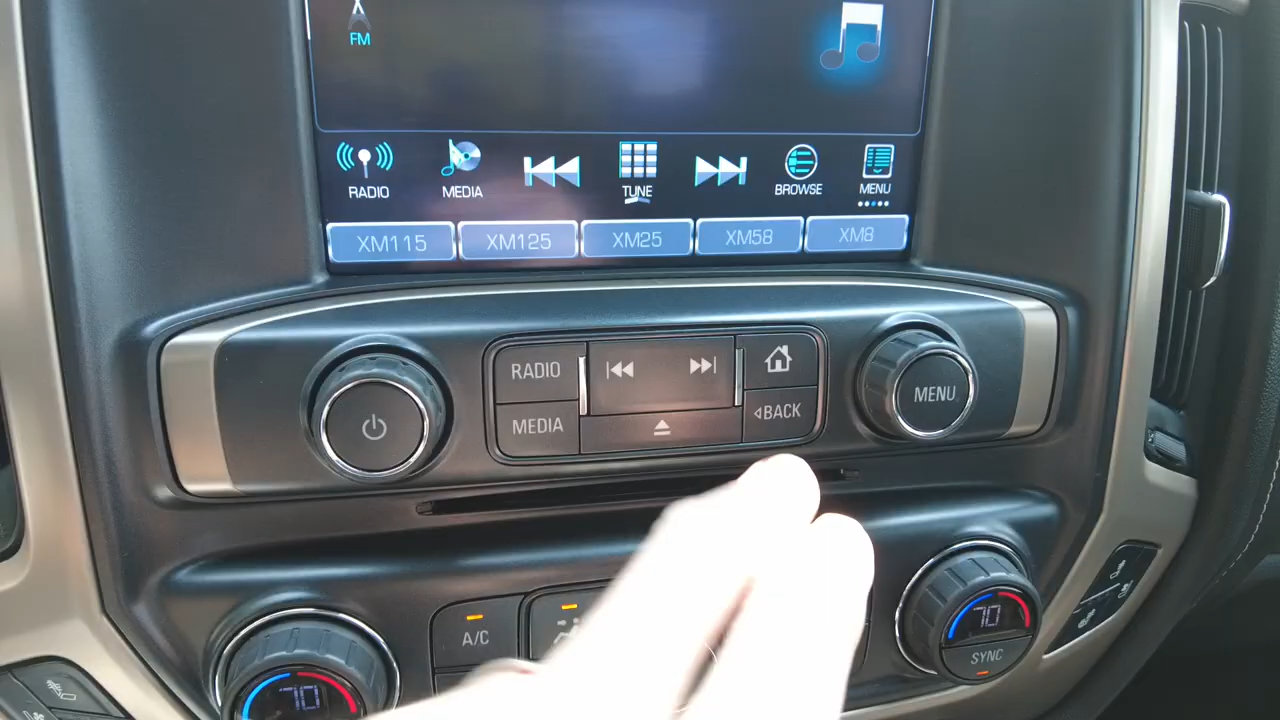 FM
RADIO MEDIA TUNE BROWSE MENU
XM115 XM125 XM25 XM58 XM8
RADIO
MEDIA
BACK
MENU
A/C
70
70
SYNC